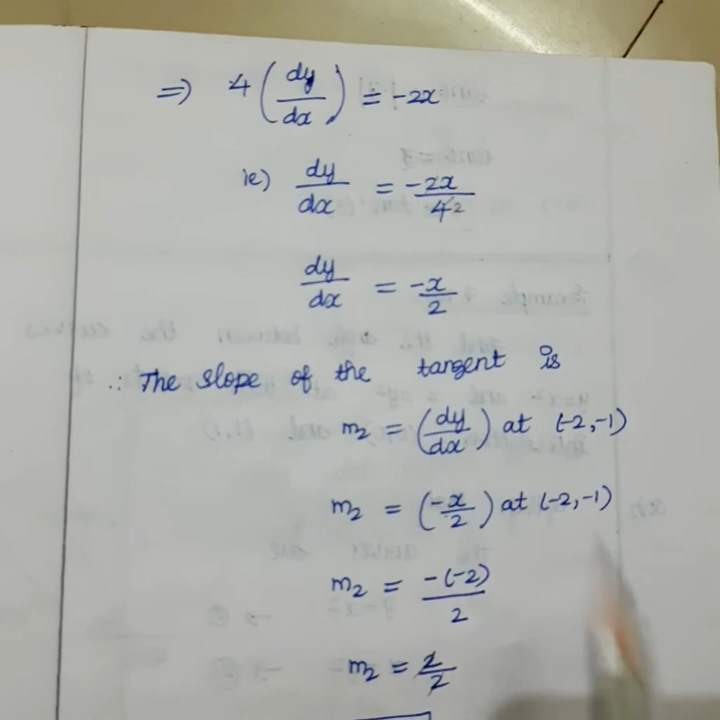 ⇒ 4(dy/dx) = -2x
ie) dy/dx = -2x/42
dy/dx = -x/2
∴ The slope of the tangent is
m2 = (dy/dx) at (-2,-1)
m2 = (-x/2) at (-2,-1)
m2 = -(-2)/2
m2 = 2/2